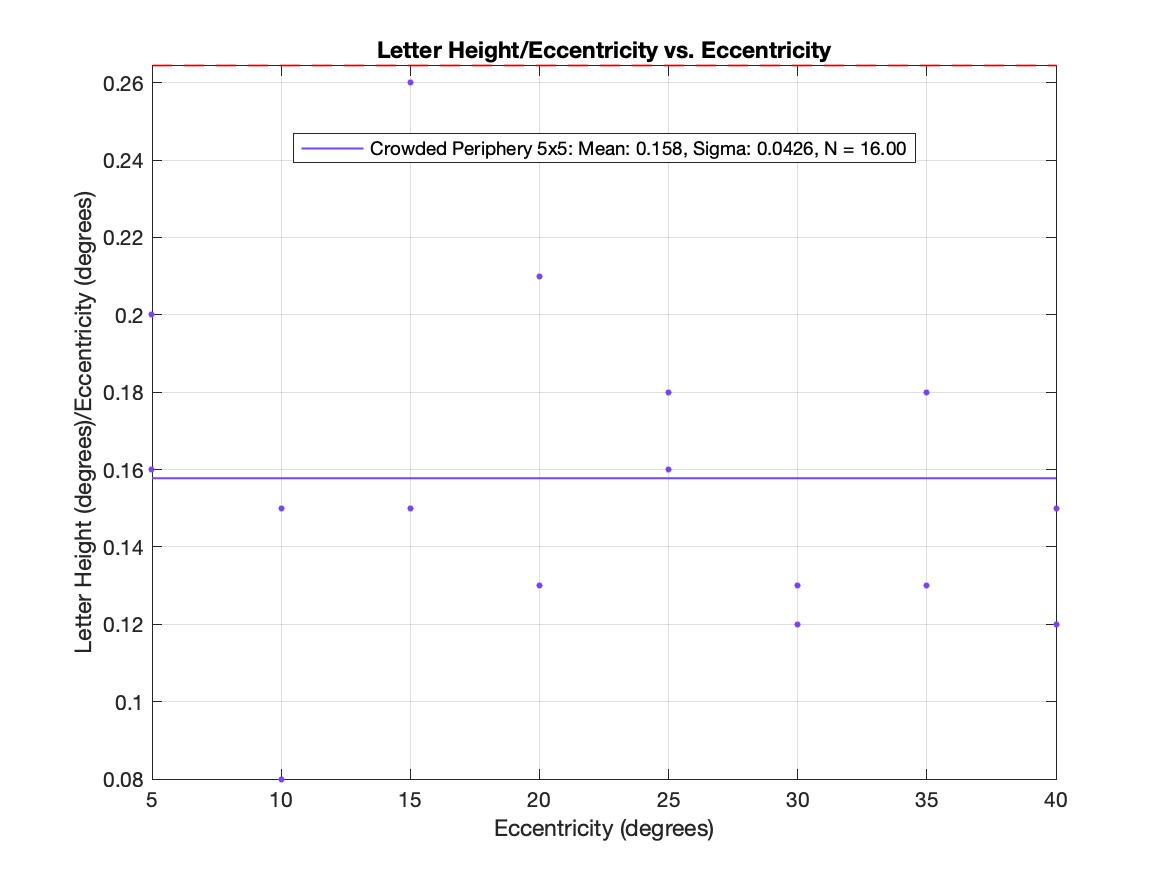 Letter Height/Eccentricity vs. Eccentricity
Crowded Periphery 5x5: Mean: 0.158, Sigma: 0.0426, N = 16.00
Letter Height (degrees)/Eccentricity (degrees)
0.26
0.24
0.22
0.2
0.18
0.16
0.14
0.12
0.1
0.08
5 10 15 20 25 30 35 40
Eccentricity (degrees)